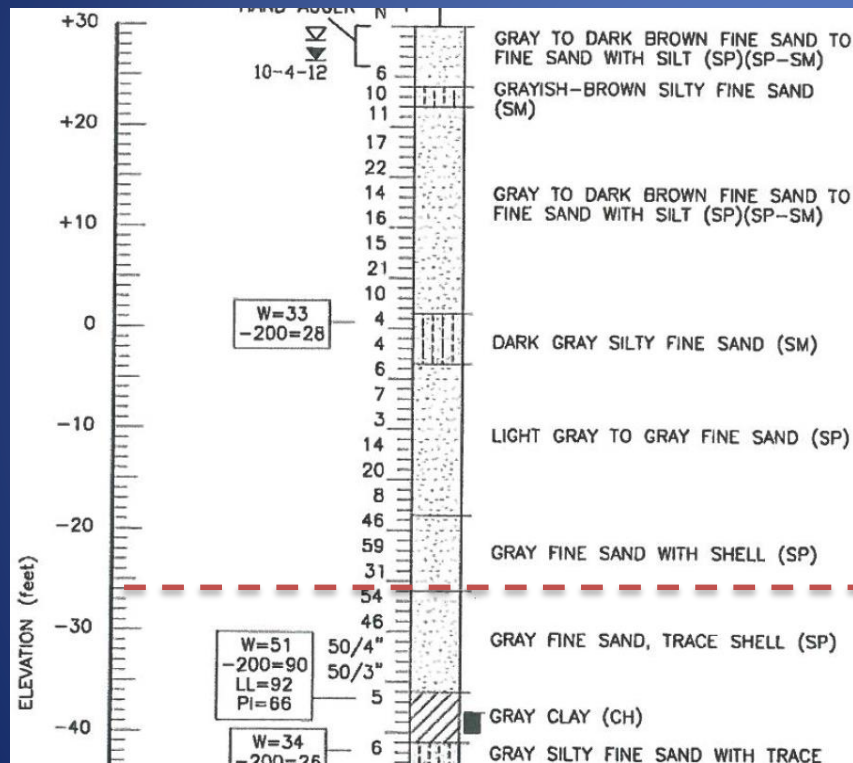 HAND AUGER
N
+30
GRAY TO DARK BROWN FINE SAND TO
FINE SAND WITH SILT (SP)(SP-SM)
10-4-12
6
10
GRAYISH-BROWN SILTY FINE SAND
(SM)
11
+20
17
22
14
GRAY TO DARK BROWN FINE SAND TO
FINE SAND WITH SILT (SP)(SP-SM)
16
+10
15
21
10
W=33
-200=28
4
0
4
DARK GRAY SILTY FINE SAND (SM)
6
7
3
-10
14
LIGHT GRAY TO GRAY FINE SAND (SP)
20
8
46
-20
59
GRAY FINE SAND WITH SHELL (SP)
31
54
46
-30
GRAY FINE SAND, TRACE SHELL (SP)
50/4"
50/3"
W=51
-200=90
LL=92
PI=66
5
GRAY CLAY (CH)
-40
6
W=34
-200=26
GRAY SILTY FINE SAND WITH TRACE
ELEVATION (feet)